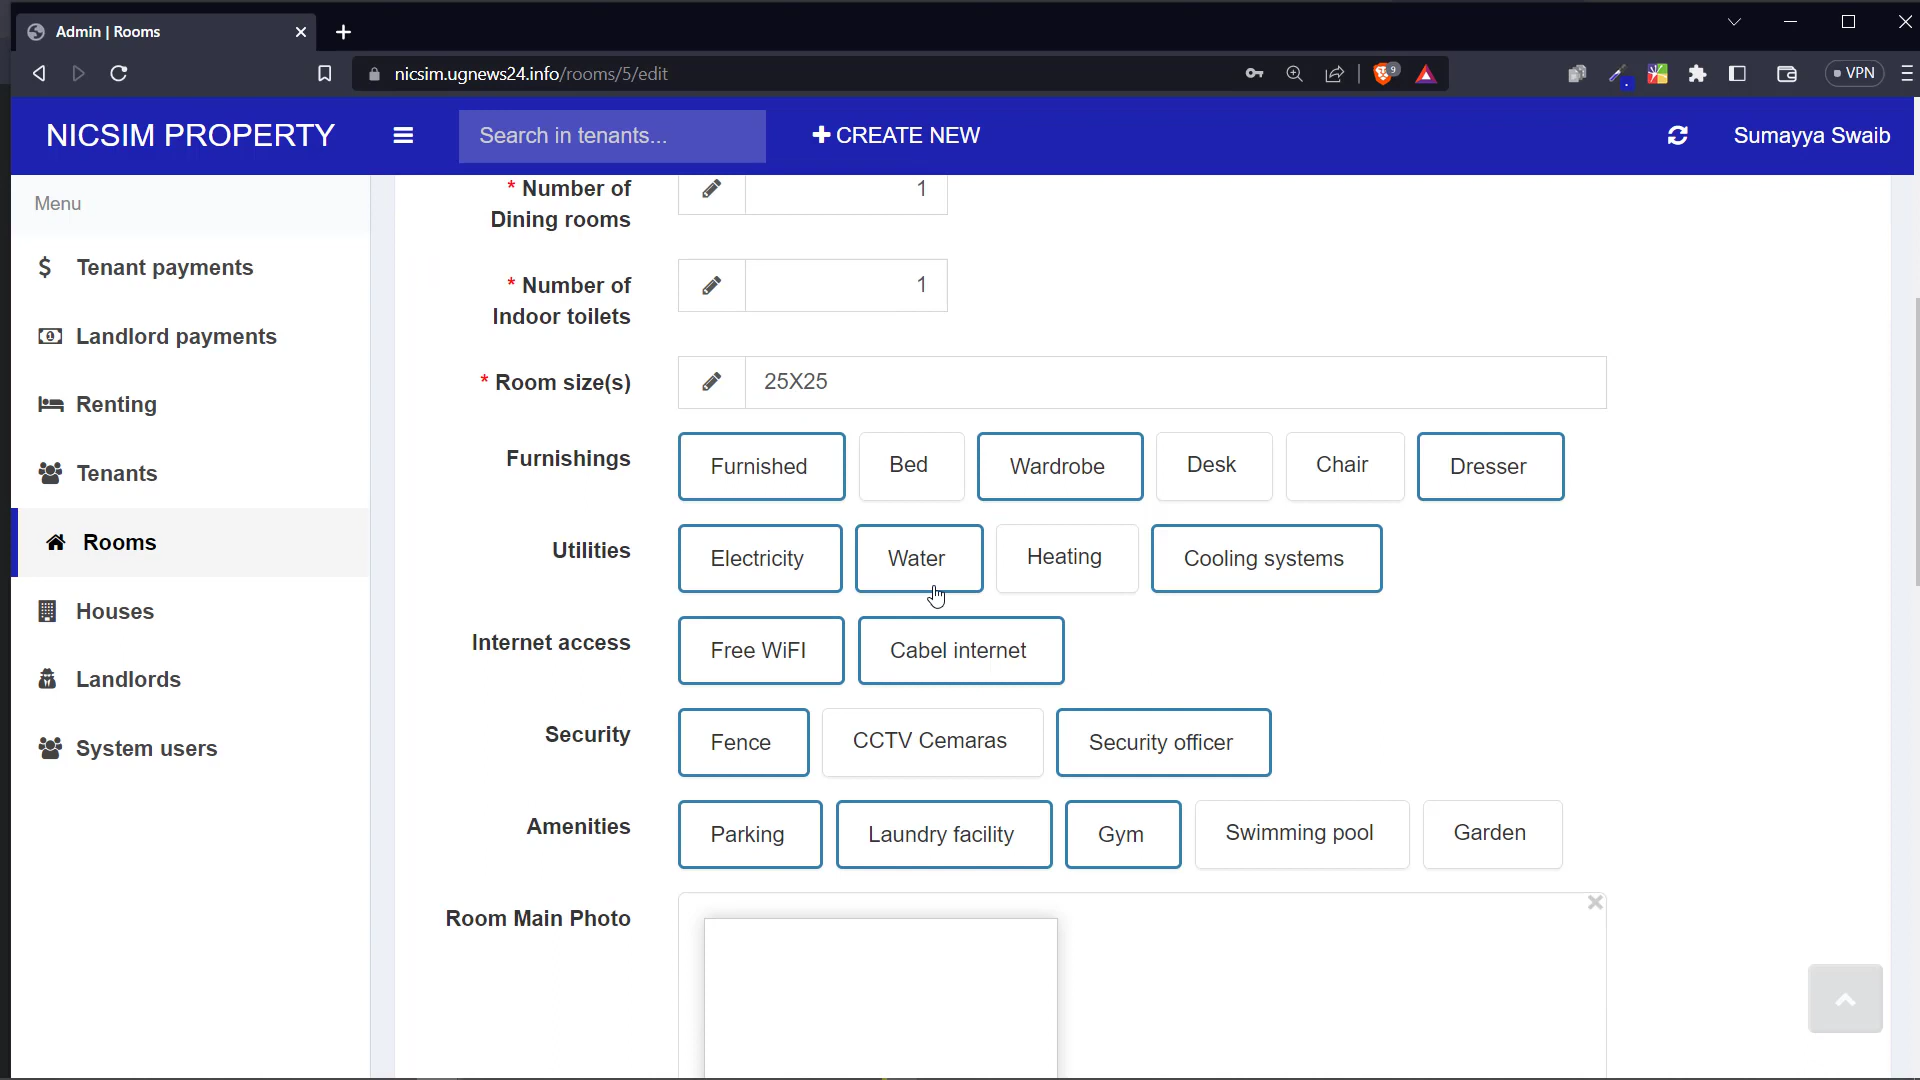 Admin | Rooms
nicsim.ugnews24.info/rooms/5/edit
9
VPN
NICSIM PROPERTY
Search in tenants...
CREATE NEW
Sumayya Swaib
Menu
Tenant payments
Landlord payments
Renting
Tenants
Rooms
Houses
Landlords
System users
* Number of
Dining rooms
1
* Number of
Indoor toilets
1
* Room size(s)
25X25
Furnishings
Furnished
Bed
Wardrobe
Desk
Chair
Dresser
Utilities
Electricity
Water
Heating
Cooling systems
Internet access
Free WiFI
Cabel internet
Security
Fence
CCTV Cemaras
Security officer
Amenities
Parking
Laundry facility
Gym
Swimming pool
Garden
Room Main Photo